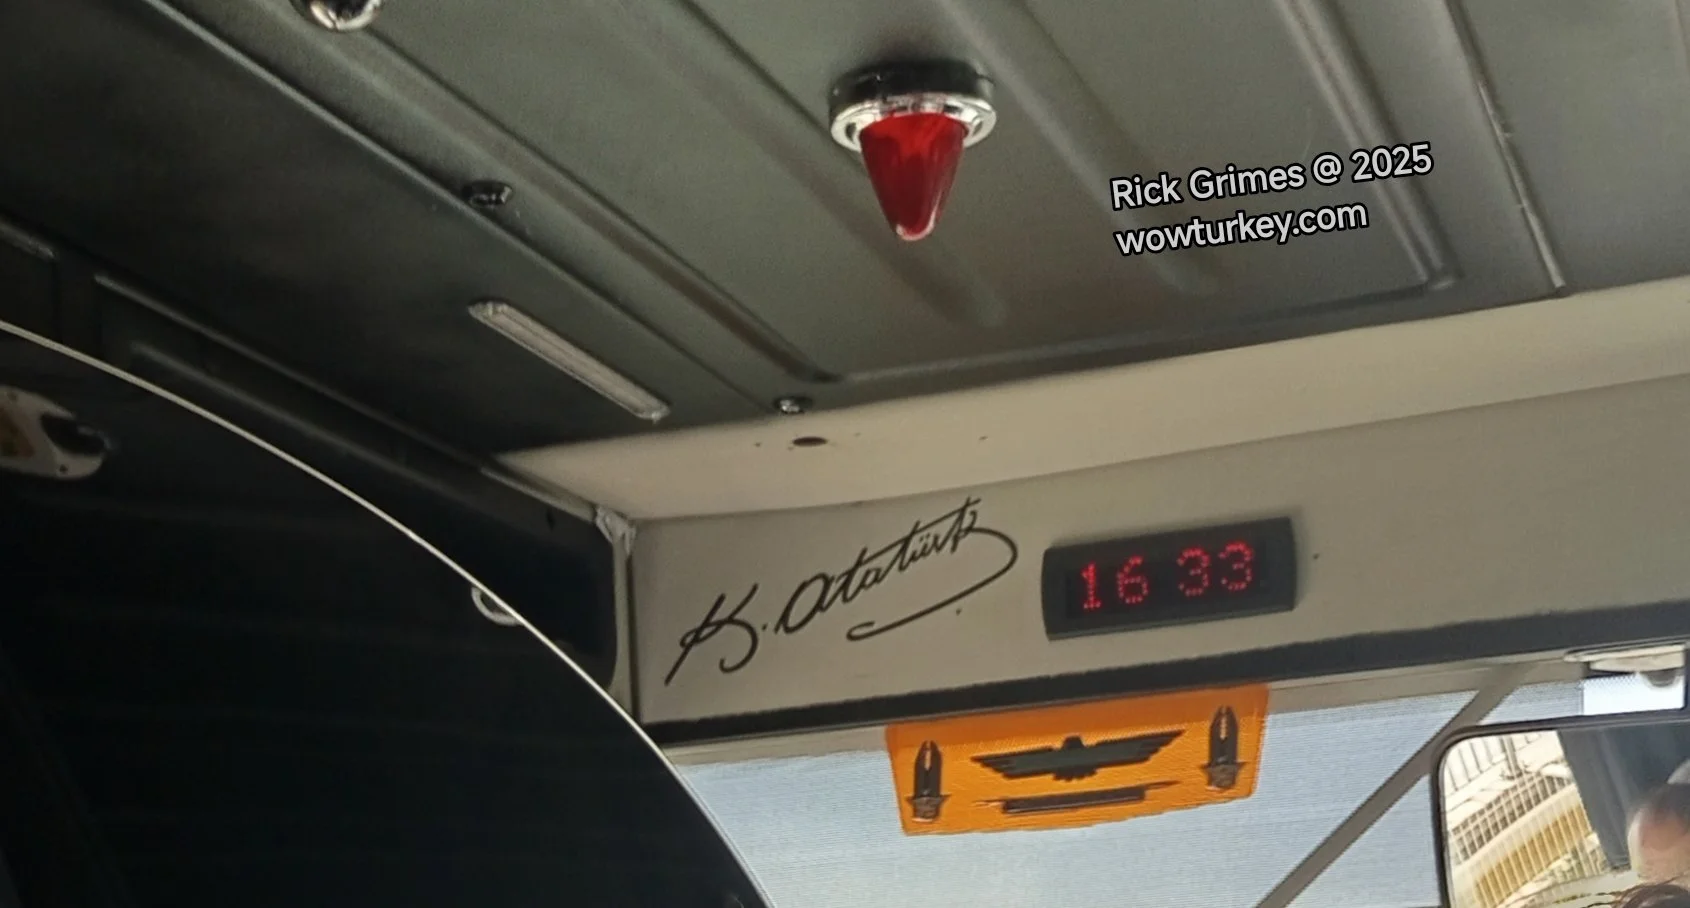 Rick Grimes @ 2025
wowturkey.com
K. Atatürk
16 33